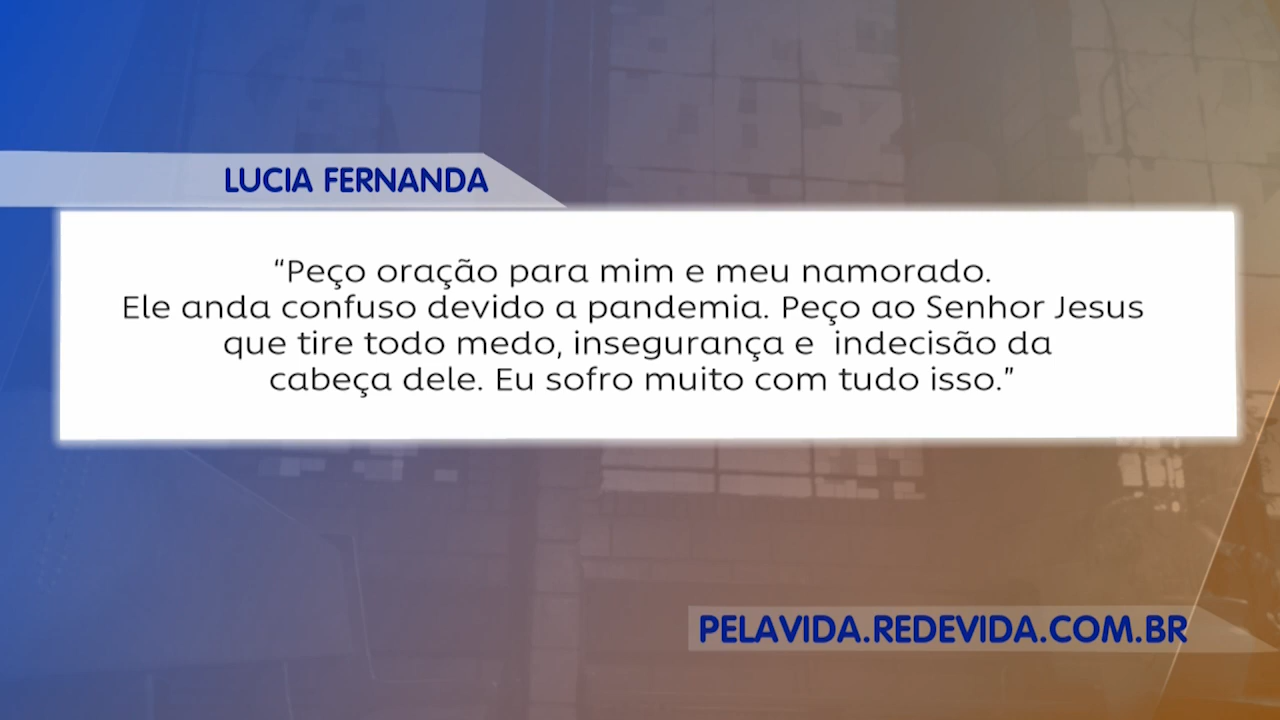 LUCIA FERNANDA
“Peço oração para mim e meu namorado.
Ele anda confuso devido a pandemia. Peço ao Senhor Jesus
que tire todo medo, insegurança e  indecisão da
cabeça dele. Eu sofro muito com tudo isso.”
PELAVIDA.REDEVIDA.COM.BR